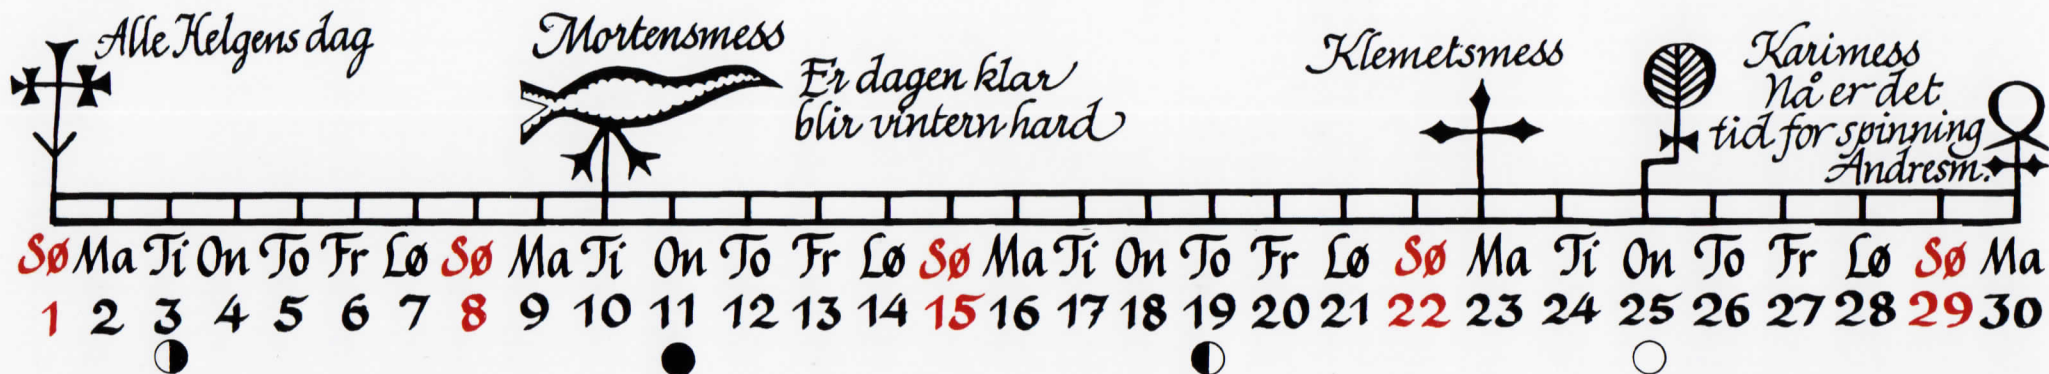 Alle Helgens dag
Mortensmess
Er dagen klar
blir vintern hard
Klemetsmess
Karimess
Nå er det
tid for spinning
Andresm.
Sø Ma Ti On To Fr Lø Sø Ma Ti On To Fr Lø Sø Ma Ti On To Fr Lø Sø Ma Ti On To Fr Lø Sø Ma
1 2 3 4 5 6 7 8 9 10 11 12 13 14 15 16 17 18 19 20 21 22 23 24 25 26 27 28 29 30